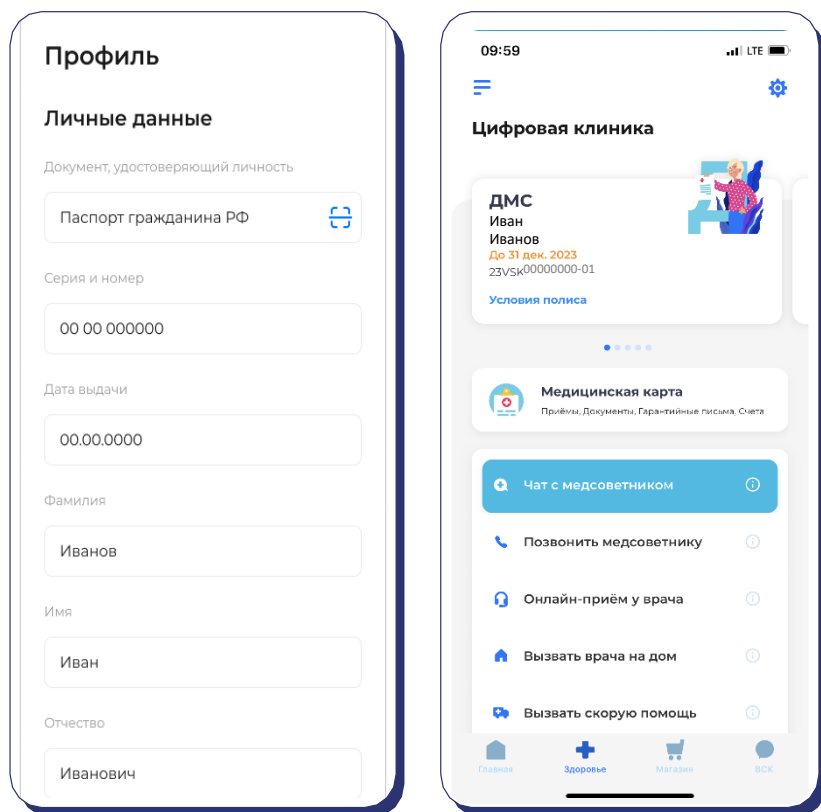 Профиль
Личные данные
Документ, удостоверяющий личность
Паспорт гражданина РФ
Серия и номер
00 00 000000
Дата выдачи
00.00.0000
Фамилия
Иванов
Имя
Иван
Отчество
Иванович
09:59
LTE
Цифровая клиника
ДМС
Иван
Иванов
До 31 дек. 2023
23VSK00000000-01
Условия полиса
Медицинская карта
Приёмы, Документы, Гарантийные письма, Счета
Чат с медсоветником
Позвонить медсоветнику
Онлайн-приём у врача
Вызвать врача на дом
Вызвать скорую помощь
Главная
Здоровье
Магазин
ВСК